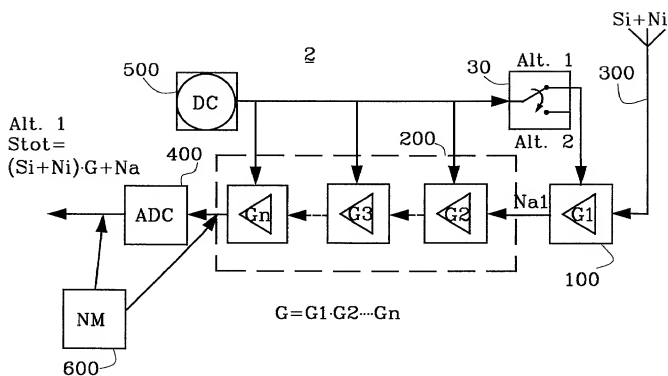 Si+Ni
2
500
DC
30
Alt. 1
300
Alt. 2
Alt. 1
Stot=
(Si+Ni)·G+Na
400
200
ADC
Gn
G3
G2
Na1
G1
100
NM
600
G=G1·G2···Gn